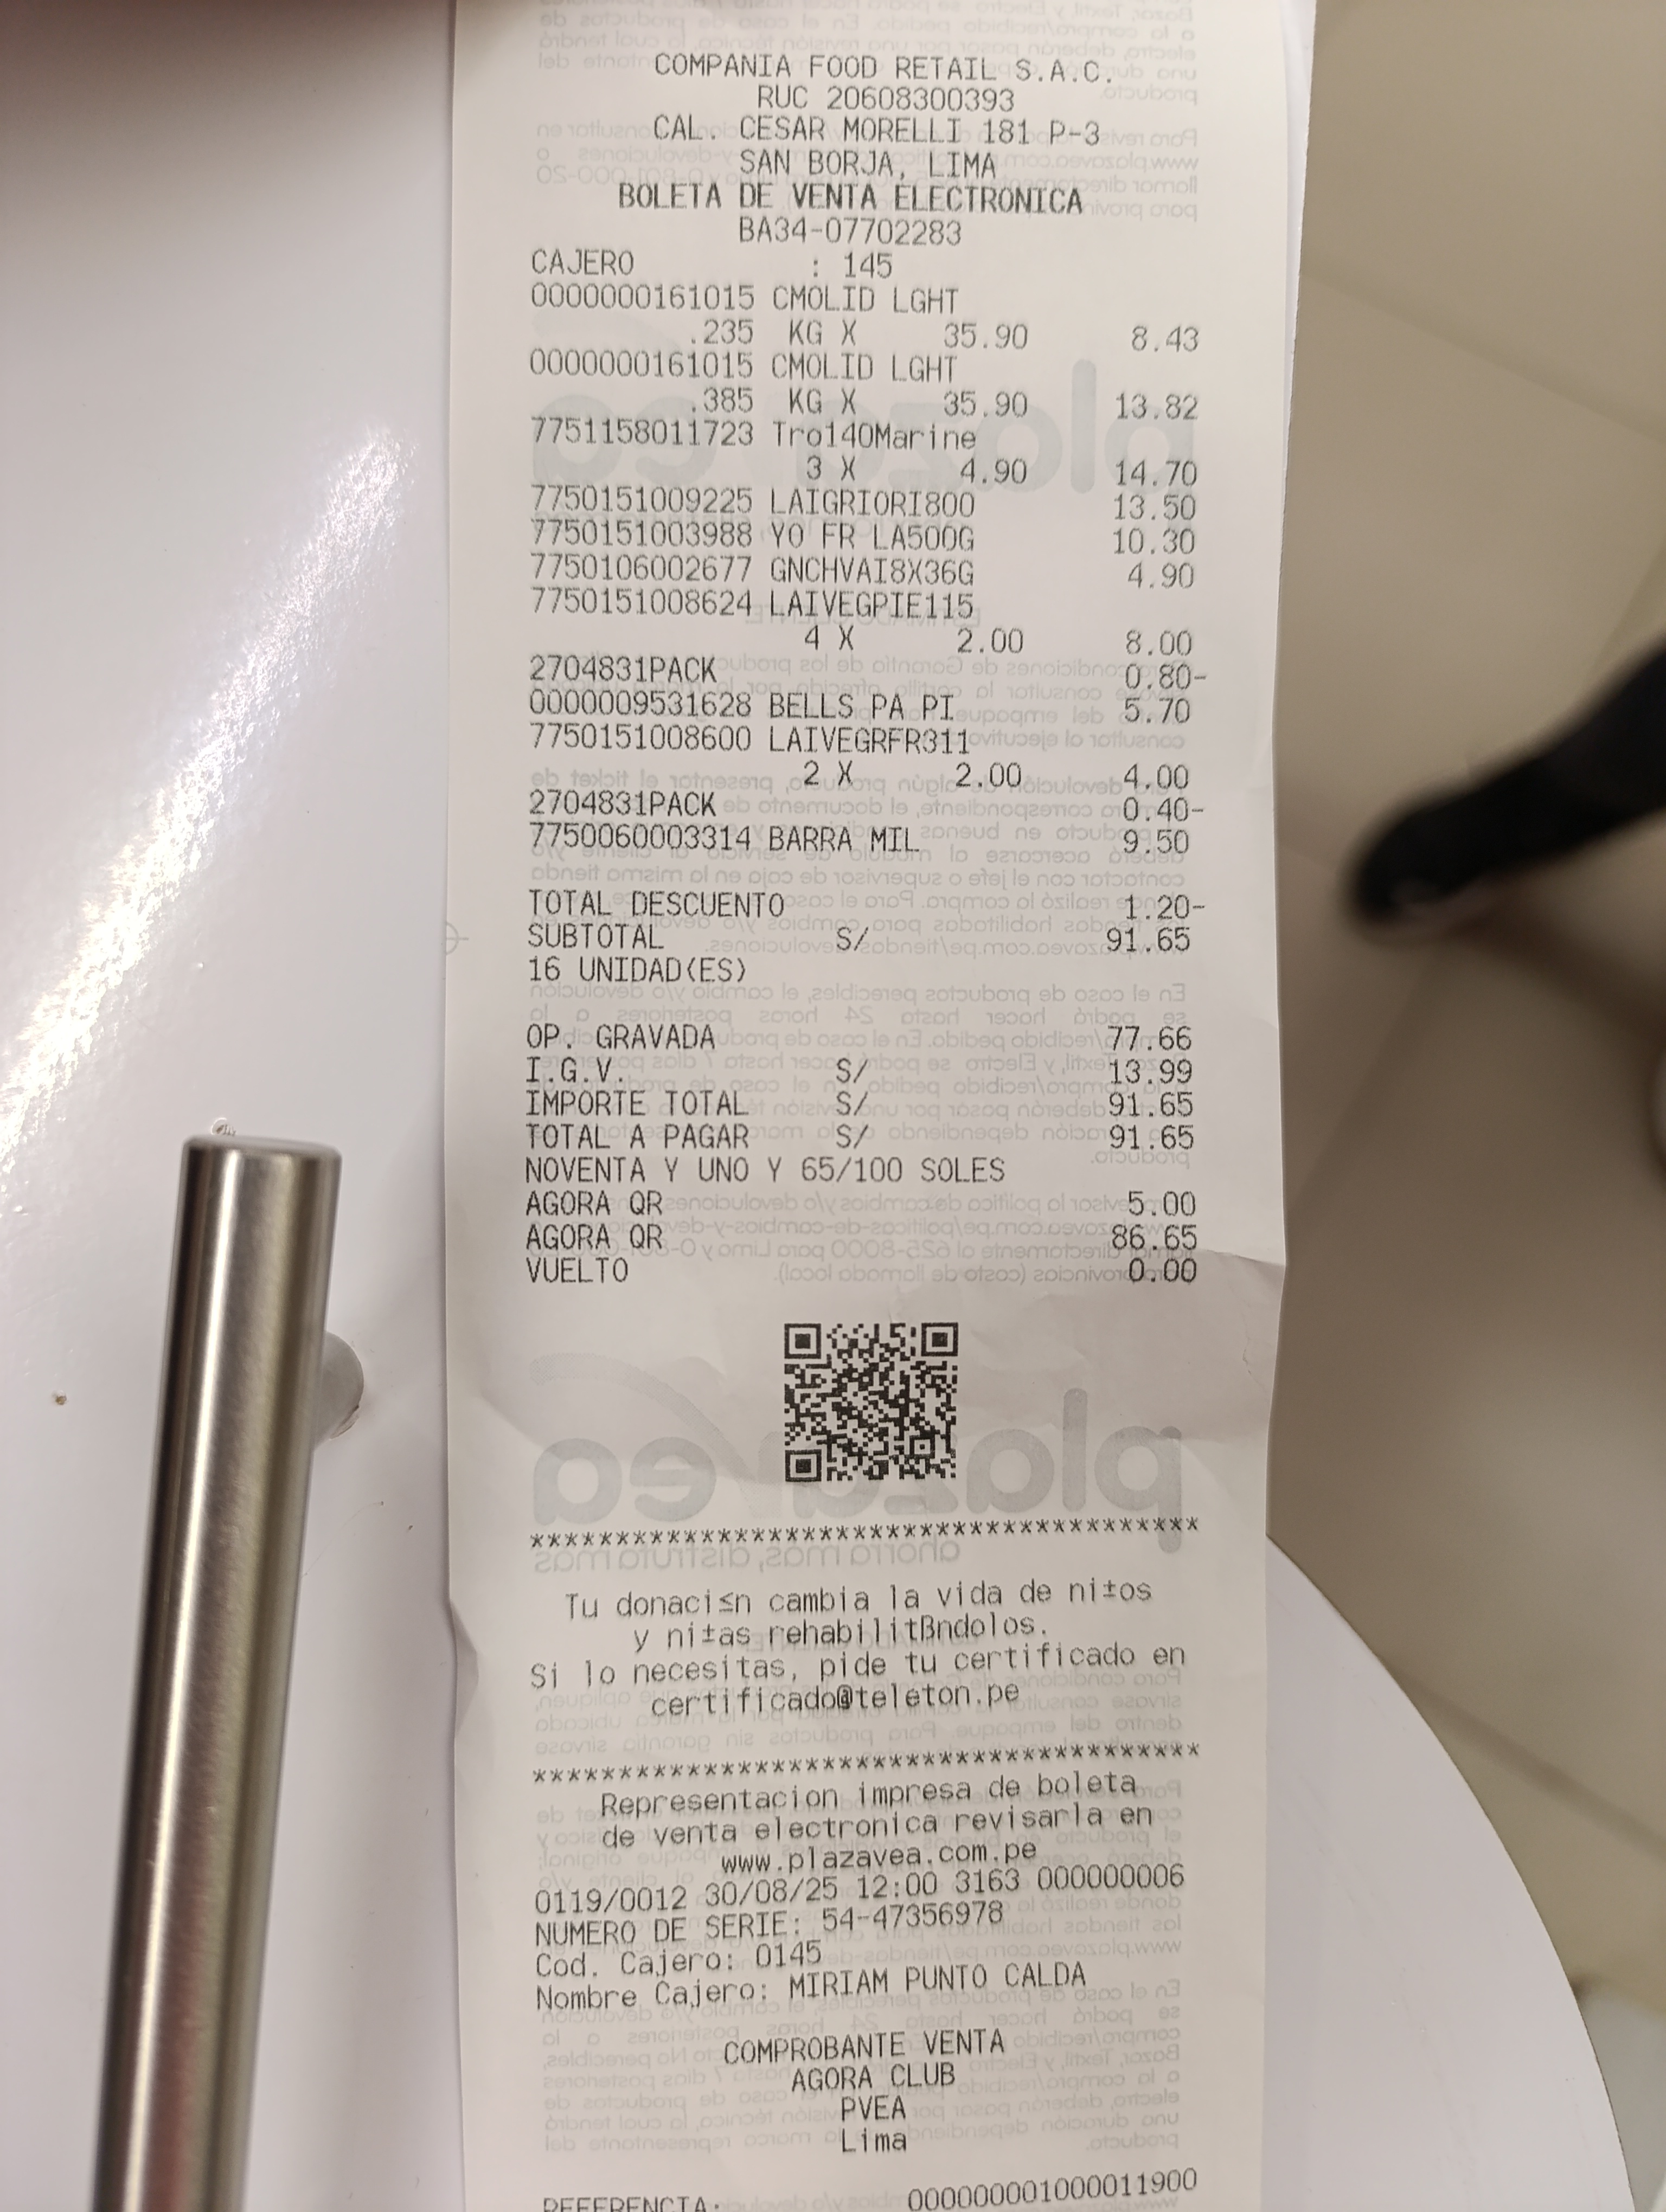 COMPANIA FOOD RETAIL S.A.C.
RUC 20608300393
CAL. CESAR MORELLI 181 P-3
SAN BORJA, LIMA
BOLETA DE VENTA ELECTRONICA
BA34-07702283
CAJERO : 145
0000000161015 CMOLID LGHT
.235 KG X 35.90 8.43
0000000161015 CMOLID LGHT
.385 KG X 35.90 13.82
7751158011723 Tro140Marine
3 X 4.90 14.70
7750151009225 LAIGRIORI800 13.50
7750151003988 YO FR LA500G 10.30
7750106002677 GNCHVAI8X36G 4.90
7750151008624 LAIVEGPIE115
4 X 2.00 8.00
2704831PACK 0.80-
0000009531628 BELLS PA PI 5.70
7750151008600 LAIVEGRFR311
2 X 2.00 4.00
2704831PACK 0.40-
7750060003314 BARRA MIL 9.50
TOTAL DESCUENTO 1.20-
SUBTOTAL S/ 91.65
16 UNIDAD(ES)
OP. GRAVADA 77.66
I.G.V. S/ 13.99
IMPORTE TOTAL S/ 91.65
TOTAL A PAGAR S/ 91.65
NOVENTA Y UNO Y 65/100 SOLES
AGORA QR 5.00
AGORA QR 86.65
VUELTO 0.00
****************************************
Tu donaci≤n cambia la vida de ni±os
y ni±as rehabilitßndolos.
Si lo necesitas, pide tu certificado en
certificado@teleton.pe
****************************************
Representacion impresa de boleta
de venta electronica revisarla en
www.plazavea.com.pe
0119/0012 30/08/25 12:00 3163 000000006
NUMERO DE SERIE: 54-47356978
Cod. Cajero: 0145
Nombre Cajero: MIRIAM PUNTO CALDA
COMPROBANTE VENTA
AGORA CLUB
PVEA
Lima
REFERENCIA: 000000001000011900